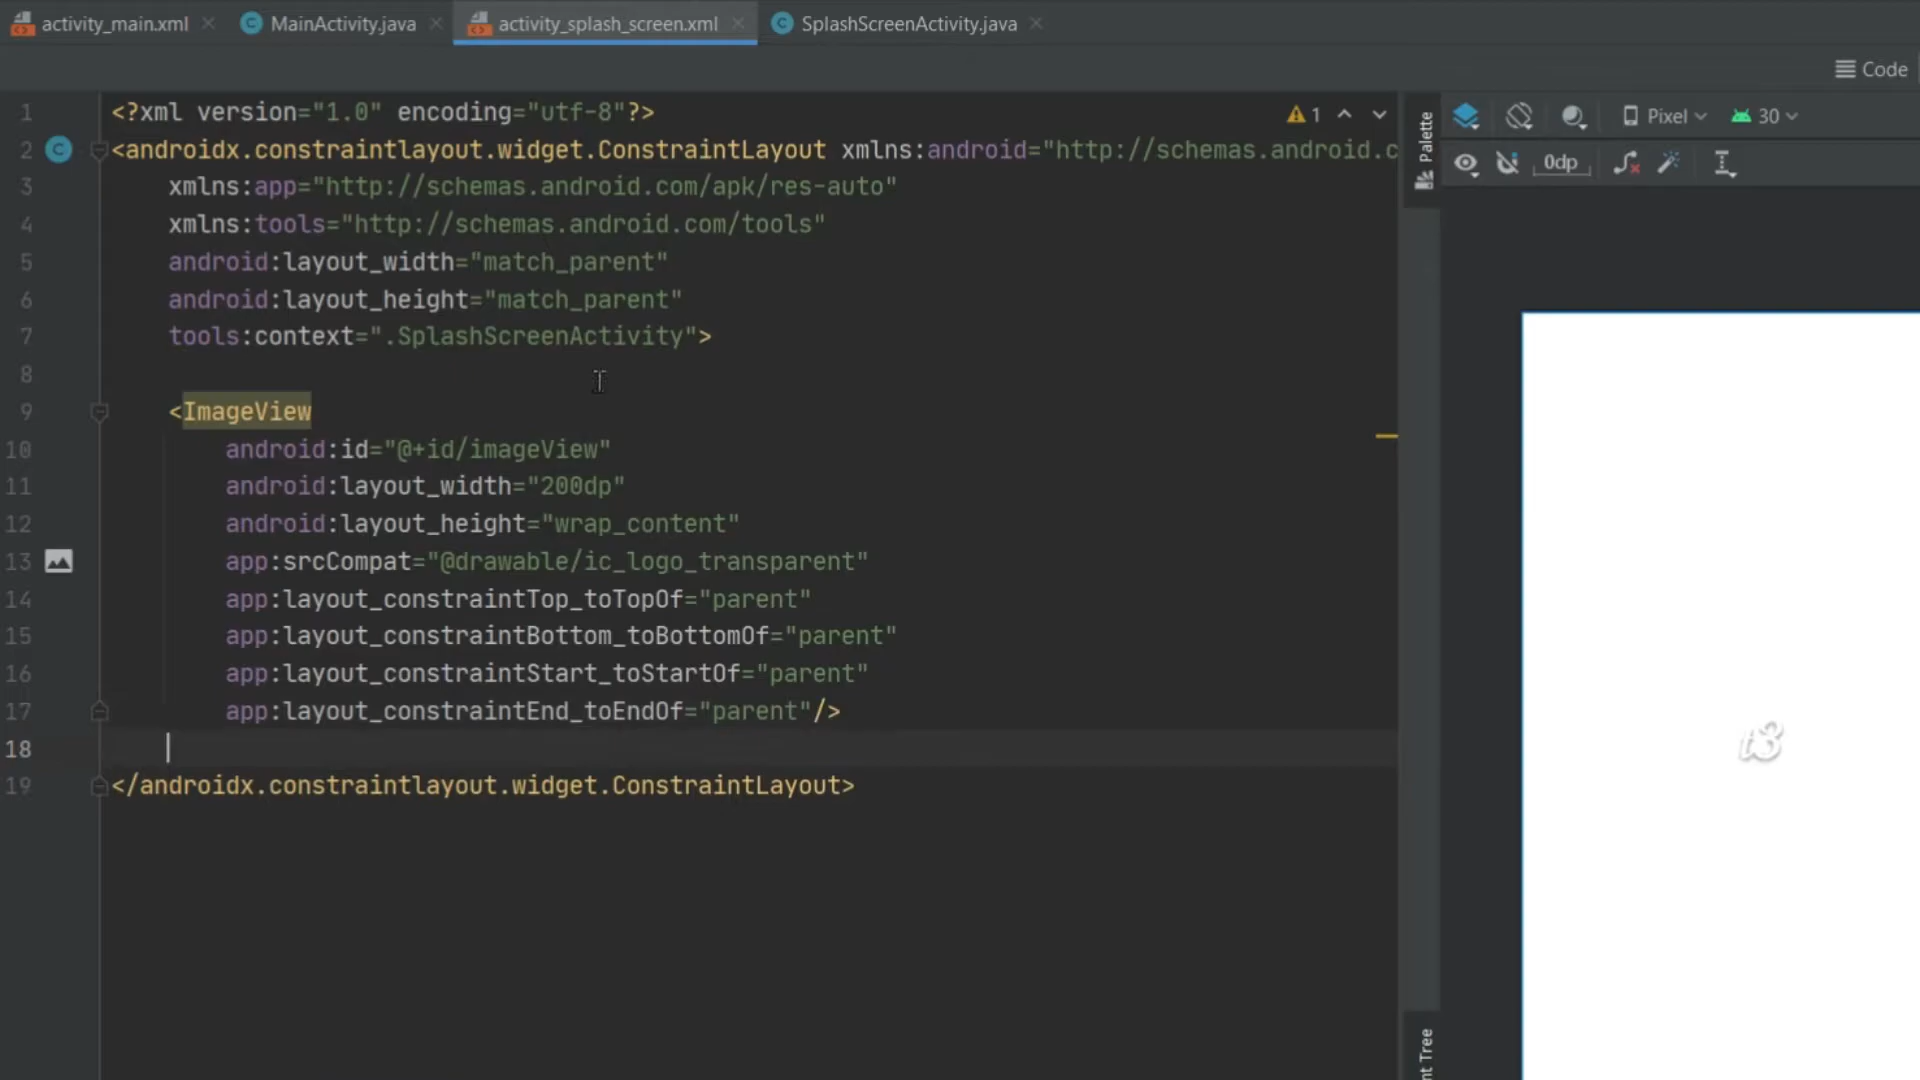 activity_main.xml
MainActivity.java
activity_splash_screen.xml
SplashScreenActivity.java
Code
1 <?xml version="1.0" encoding="utf-8"?>
2 <androidx.constraintlayout.widget.ConstraintLayout xmlns:android="http://schemas.android.c
3 xmlns:app="http://schemas.android.com/apk/res-auto"
4 xmlns:tools="http://schemas.android.com/tools"
5 android:layout_width="match_parent"
6 android:layout_height="match_parent"
7 tools:context=".SplashScreenActivity">
8
9 <ImageView
10 android:id="@+id/imageView"
11 android:layout_width="200dp"
12 android:layout_height="wrap_content"
13 app:srcCompat="@drawable/ic_logo_transparent"
14 app:layout_constraintTop_toTopOf="parent"
15 app:layout_constraintBottom_toBottomOf="parent"
16 app:layout_constraintStart_toStartOf="parent"
17 app:layout_constraintEnd_toEndOf="parent"/>
18
19 </androidx.constraintlayout.widget.ConstraintLayout>
1
Palette
Pixel
30
0dp
t3
nt Tree